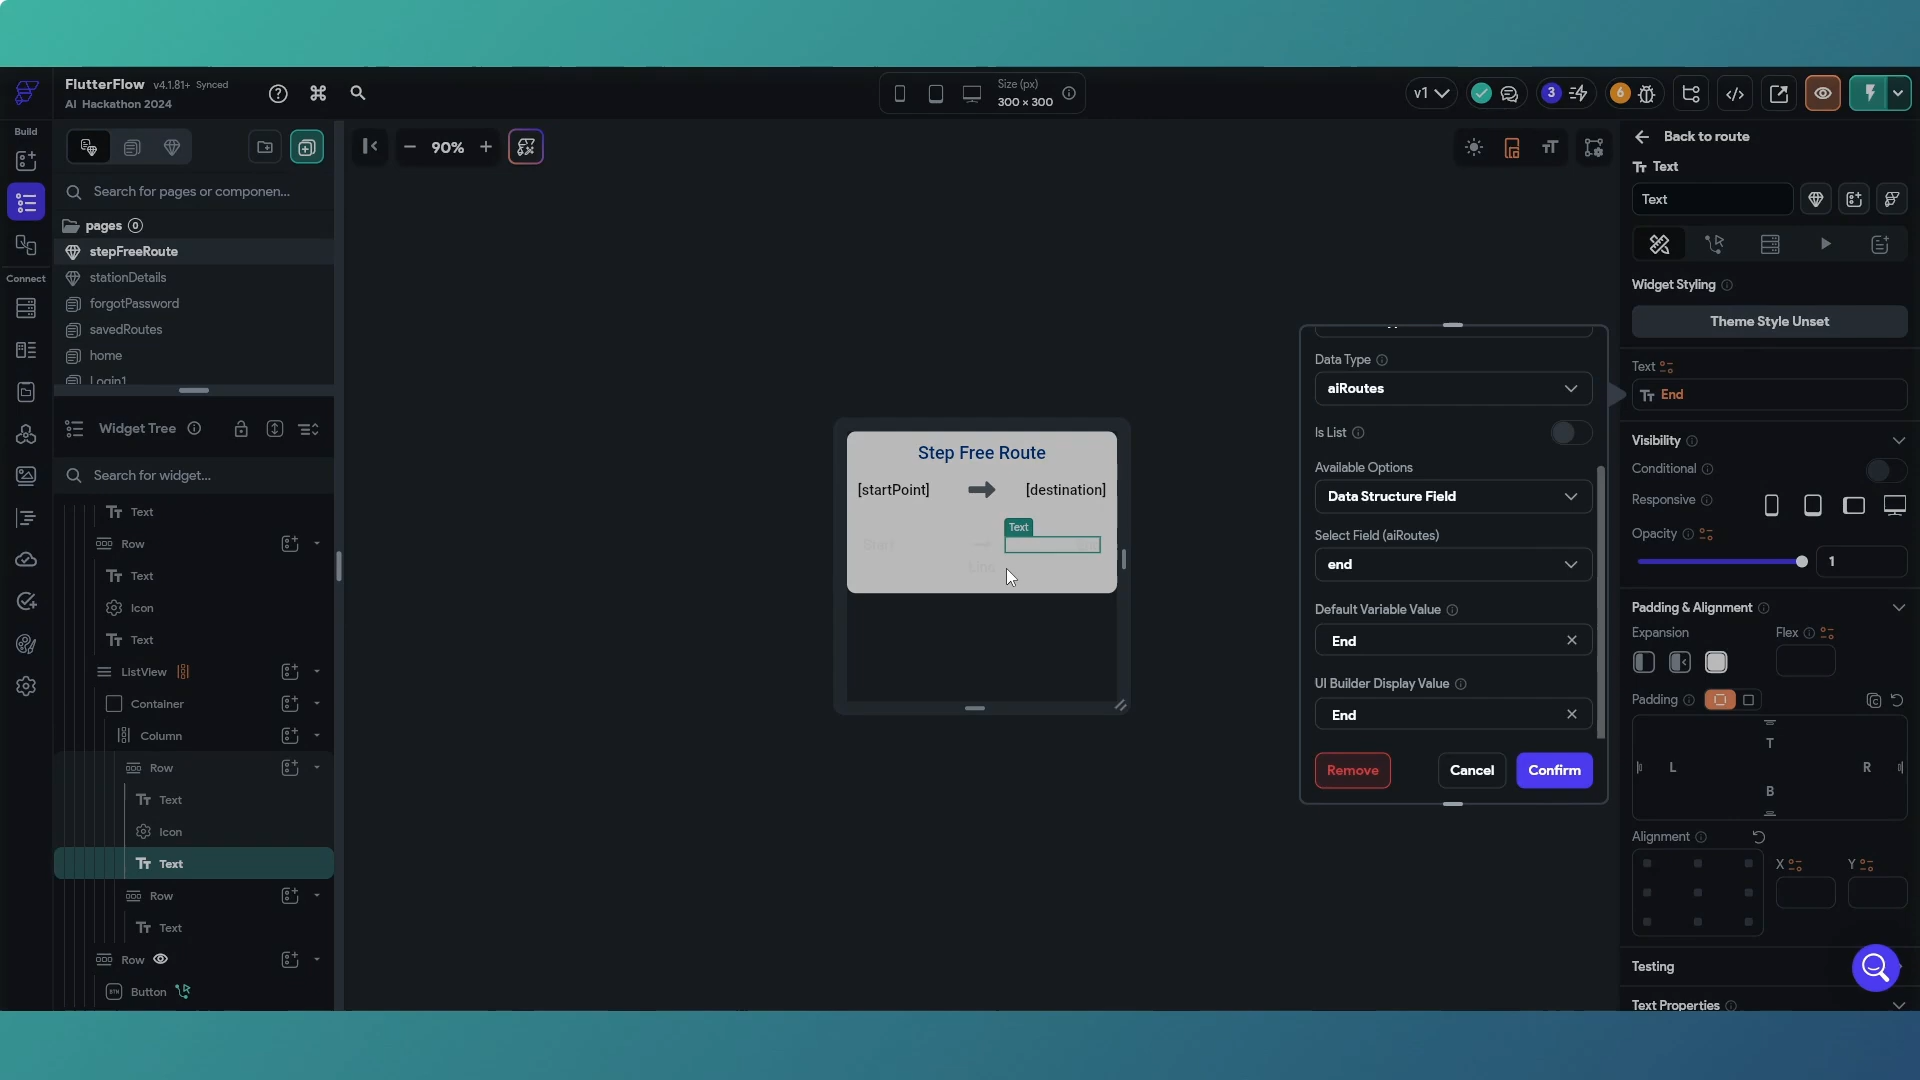 FlutterFlow v4.1.81+ Synced
AI Hackathon 2024
Size (px)
300 × 300
v1
3
6
Build
Connect
90%
Search for pages or componen...
pages 0
stepFreeRoute
stationDetails
forgotPassword
savedRoutes
home
Login1
Widget Tree
Search for widget...
Text
Row
Text
Icon
Text
ListView
Container
Column
Row
Text
Icon
Text
Row
Text
Row
Button
Step Free Route
[startPoint]
[destination]
Text
Start
Line
Data Type
aiRoutes
Is List
Available Options
Data Structure Field
Select Field (aiRoutes)
end
Default Variable Value
End
UI Builder Display Value
End
Remove
Cancel
Confirm
Back to route
Text
Text
Widget Styling
Theme Style Unset
Text
End
Visibility
Conditional
Responsive
Opacity
1
Padding & Alignment
Expansion
Flex
Padding
T
L
R
B
Alignment
X
Y
Testing
Text Properties